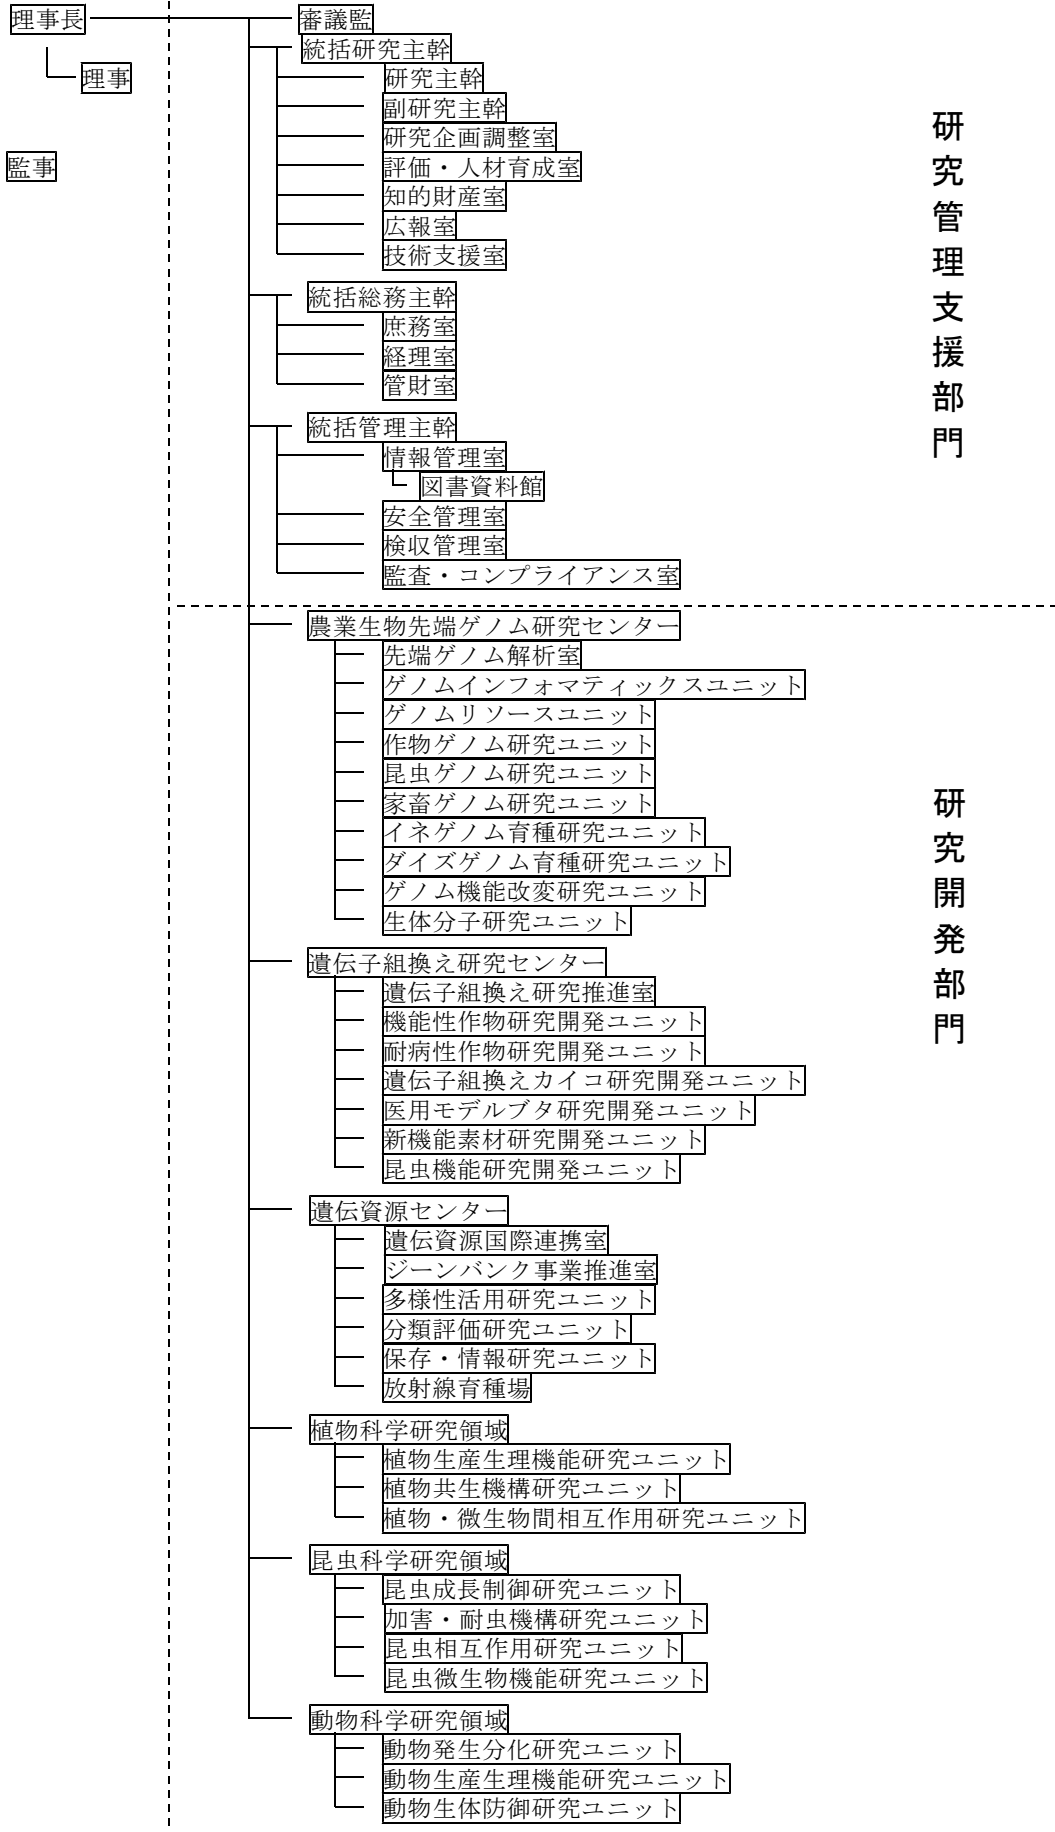 理事長
理事
監事
審議監
統括研究主幹
研究主幹
副研究主幹
研究企画調整室
評価・人材育成室
知的財産室
広報室
技術支援室
統括総務主幹
庶務室
経理室
管財室
統括管理主幹
情報管理室
図書資料館
安全管理室
検収管理室
監査・コンプライアンス室
研究管理支援部門
農業生物先端ゲノム研究センター
先端ゲノム解析室
ゲノムインフォマティックスユニット
ゲノムリソースユニット
作物ゲノム研究ユニット
昆虫ゲノム研究ユニット
家畜ゲノム研究ユニット
イネゲノム育種研究ユニット
ダイズゲノム育種研究ユニット
ゲノム機能改変研究ユニット
生体分子研究ユニット
遺伝子組換え研究センター
遺伝子組換え研究推進室
機能性作物研究開発ユニット
耐病性作物研究開発ユニット
遺伝子組換えカイコ研究開発ユニット
医用モデルブタ研究開発ユニット
新機能素材研究開発ユニット
昆虫機能研究開発ユニット
遺伝資源センター
遺伝資源国際連携室
ジーンバンク事業推進室
多様性活用研究ユニット
分類評価研究ユニット
保存・情報研究ユニット
放射線育種場
植物科学研究領域
植物生産生理機能研究ユニット
植物共生機構研究ユニット
植物・微生物間相互作用研究ユニット
昆虫科学研究領域
昆虫成長制御研究ユニット
加害・耐虫機構研究ユニット
昆虫相互作用研究ユニット
昆虫微生物機能研究ユニット
動物科学研究領域
動物発生分化研究ユニット
動物生産生理機能研究ユニット
動物生体防御研究ユニット
研究開発部門